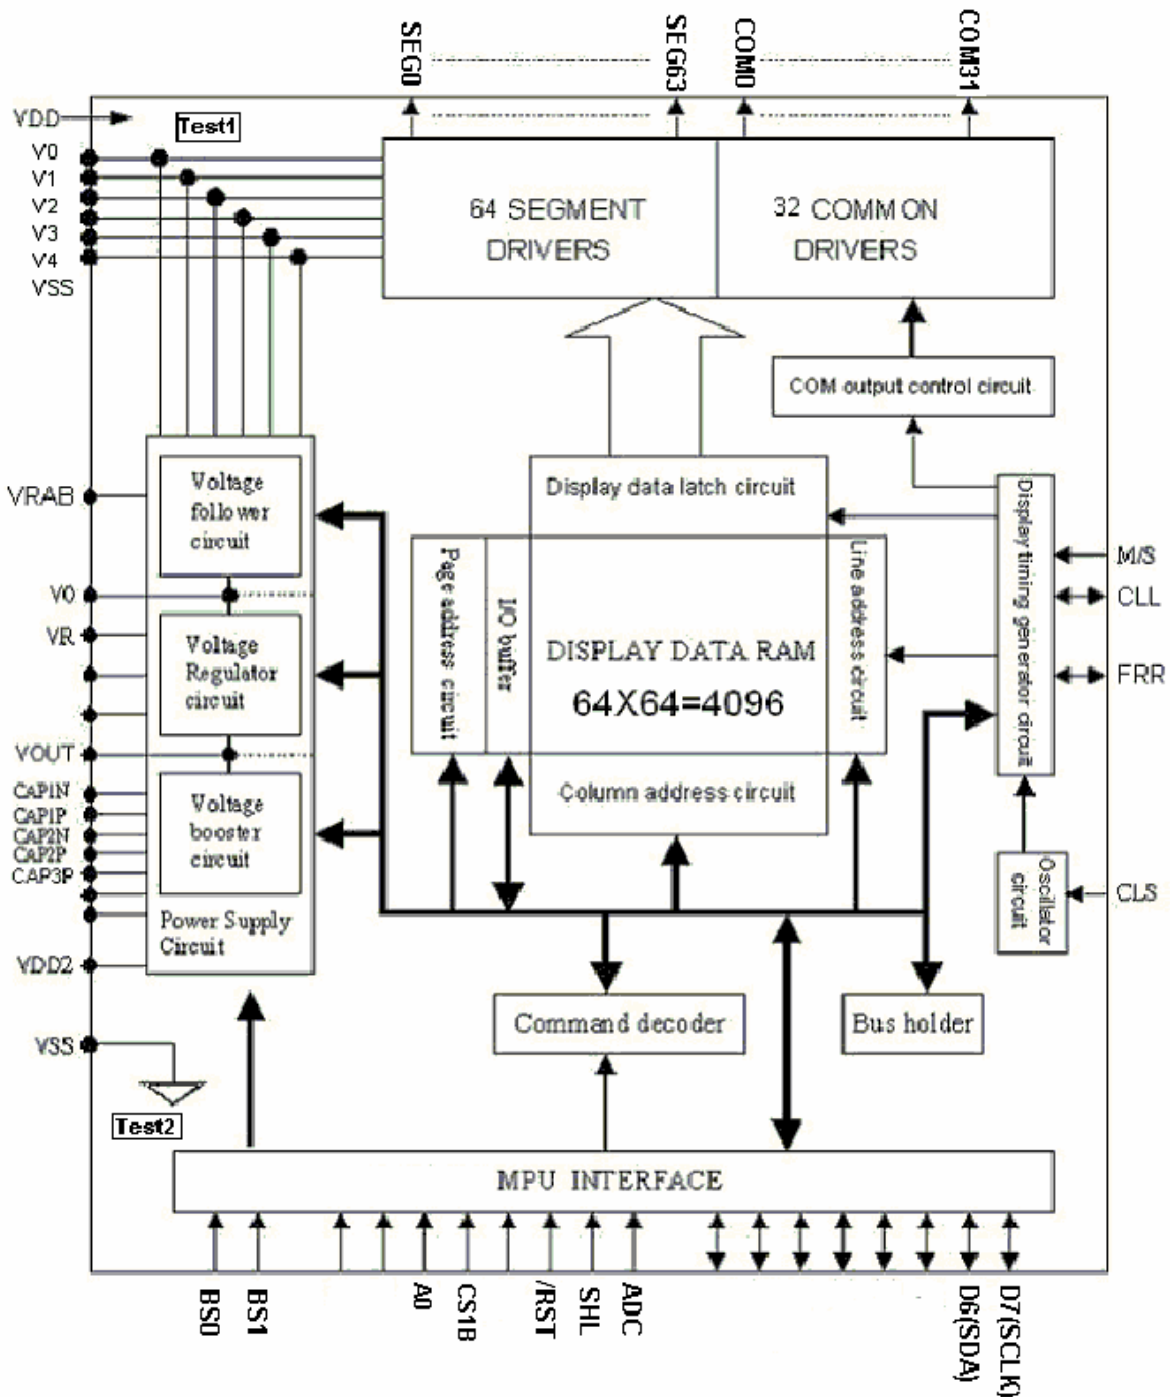 SEG0
SEG63
COM0
COM31
VDD
Test1
V0
V1
V2
V3
V4
VSS
64 SEGMENT
DRIVERS
32 COMMON
DRIVERS
COM output control circuit
Voltage
follower
circuit
VRAB
V0
VR
Voltage
Regulator
circuit
VOUT
CAP1N
CAP1P
CAP2N
CAP2P
CAP3P
Voltage
booster
circuit
Power Supply
Circuit
VDD2
VSS
Test2
Display data latch circuit
Page address circuit
I/O buffer
DISPLAY DATA RAM
64X64=4096
Line address circuit
Column address circuit
Display timing generator circuit
M/S
CLL
FRR
Oscillator
circuit
CLS
Command decoder
Bus holder
MPU INTERFACE
BS0
BS1
A0
CS1B
/RST
SHL
ADC
D6(SDA)
D7(SCLK)